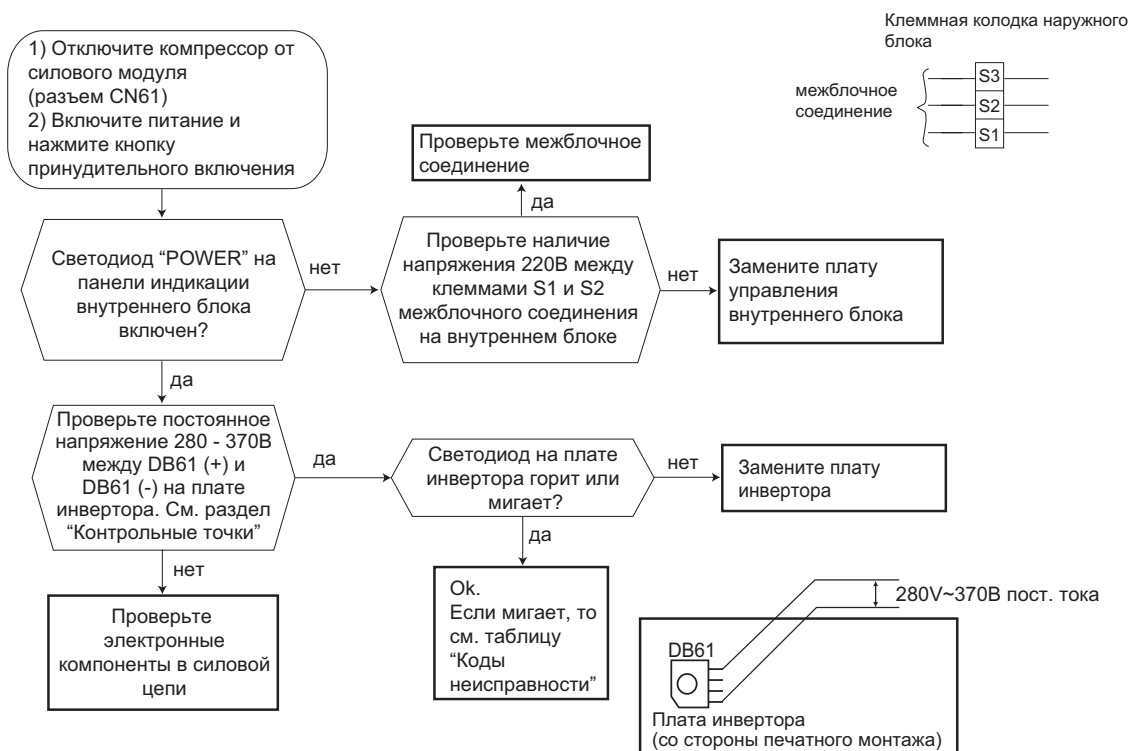 Клеммная колодка наружного
блока
межблочное
соединение
S3
S2
S1
1) Отключите компрессор от
силового модуля
(разъем CN61)
2) Включите питание и
нажмите кнопку
принудительного включения
Проверьте межблочное
соединение
да
Светодиод “POWER” на
панели индикации
внутреннего блока
включен?
нет
Проверьте наличие
напряжения 220В между
клеммами S1 и S2
межблочного соединения
на внутреннем блоке
нет
Замените плату
управления
внутреннего блока
да
Проверьте постоянное
напряжение 280 - 370В
между DB61 (+) и
DB61 (-) на плате
инвертора. См. раздел
“Контрольные точки”
да
Светодиод на плате
инвертора горит или
мигает?
нет
Замените плату
инвертора
да
нет
Проверьте
электронные
компоненты в силовой
цепи
Ok.
Если мигает, то
см. таблицу
“Коды
неисправности”
280V~370В пост. тока
DB61
Плата инвертора
(со стороны печатного монтажа)